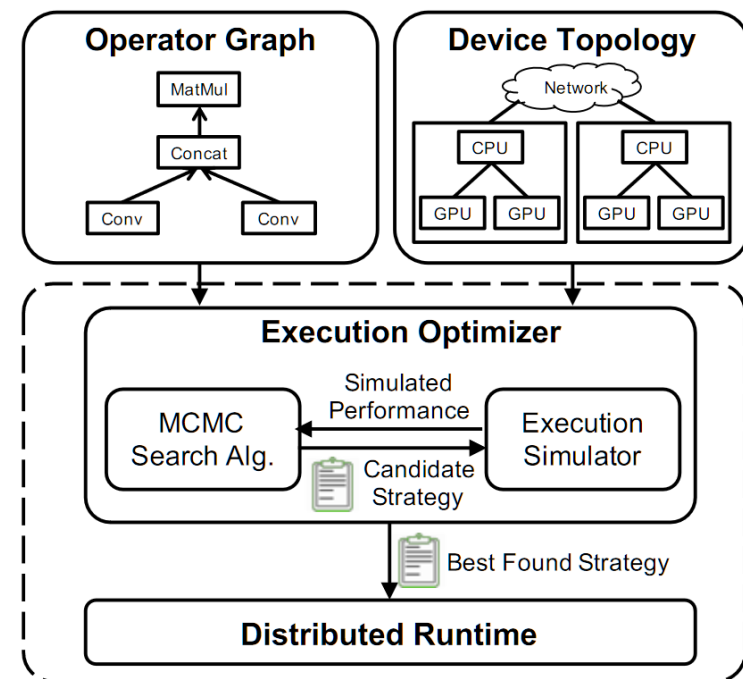 Operator Graph
MatMul
Concat
Conv
Conv
Device Topology
Network
CPU
GPU
GPU
CPU
GPU
GPU
Execution Optimizer
MCMC
Search Alg.
Simulated
Performance
Candidate
Strategy
Execution
Simulator
Best Found Strategy
Distributed Runtime